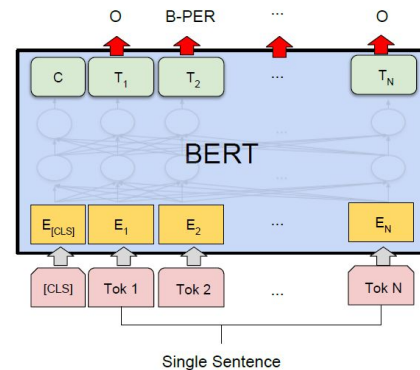 O B-PER ... O
C T1 T2 ... TN
...
BERT
...
E[CLS] E1 E2 ... EN
[CLS] Tok 1 Tok 2 ... Tok N
Single Sentence